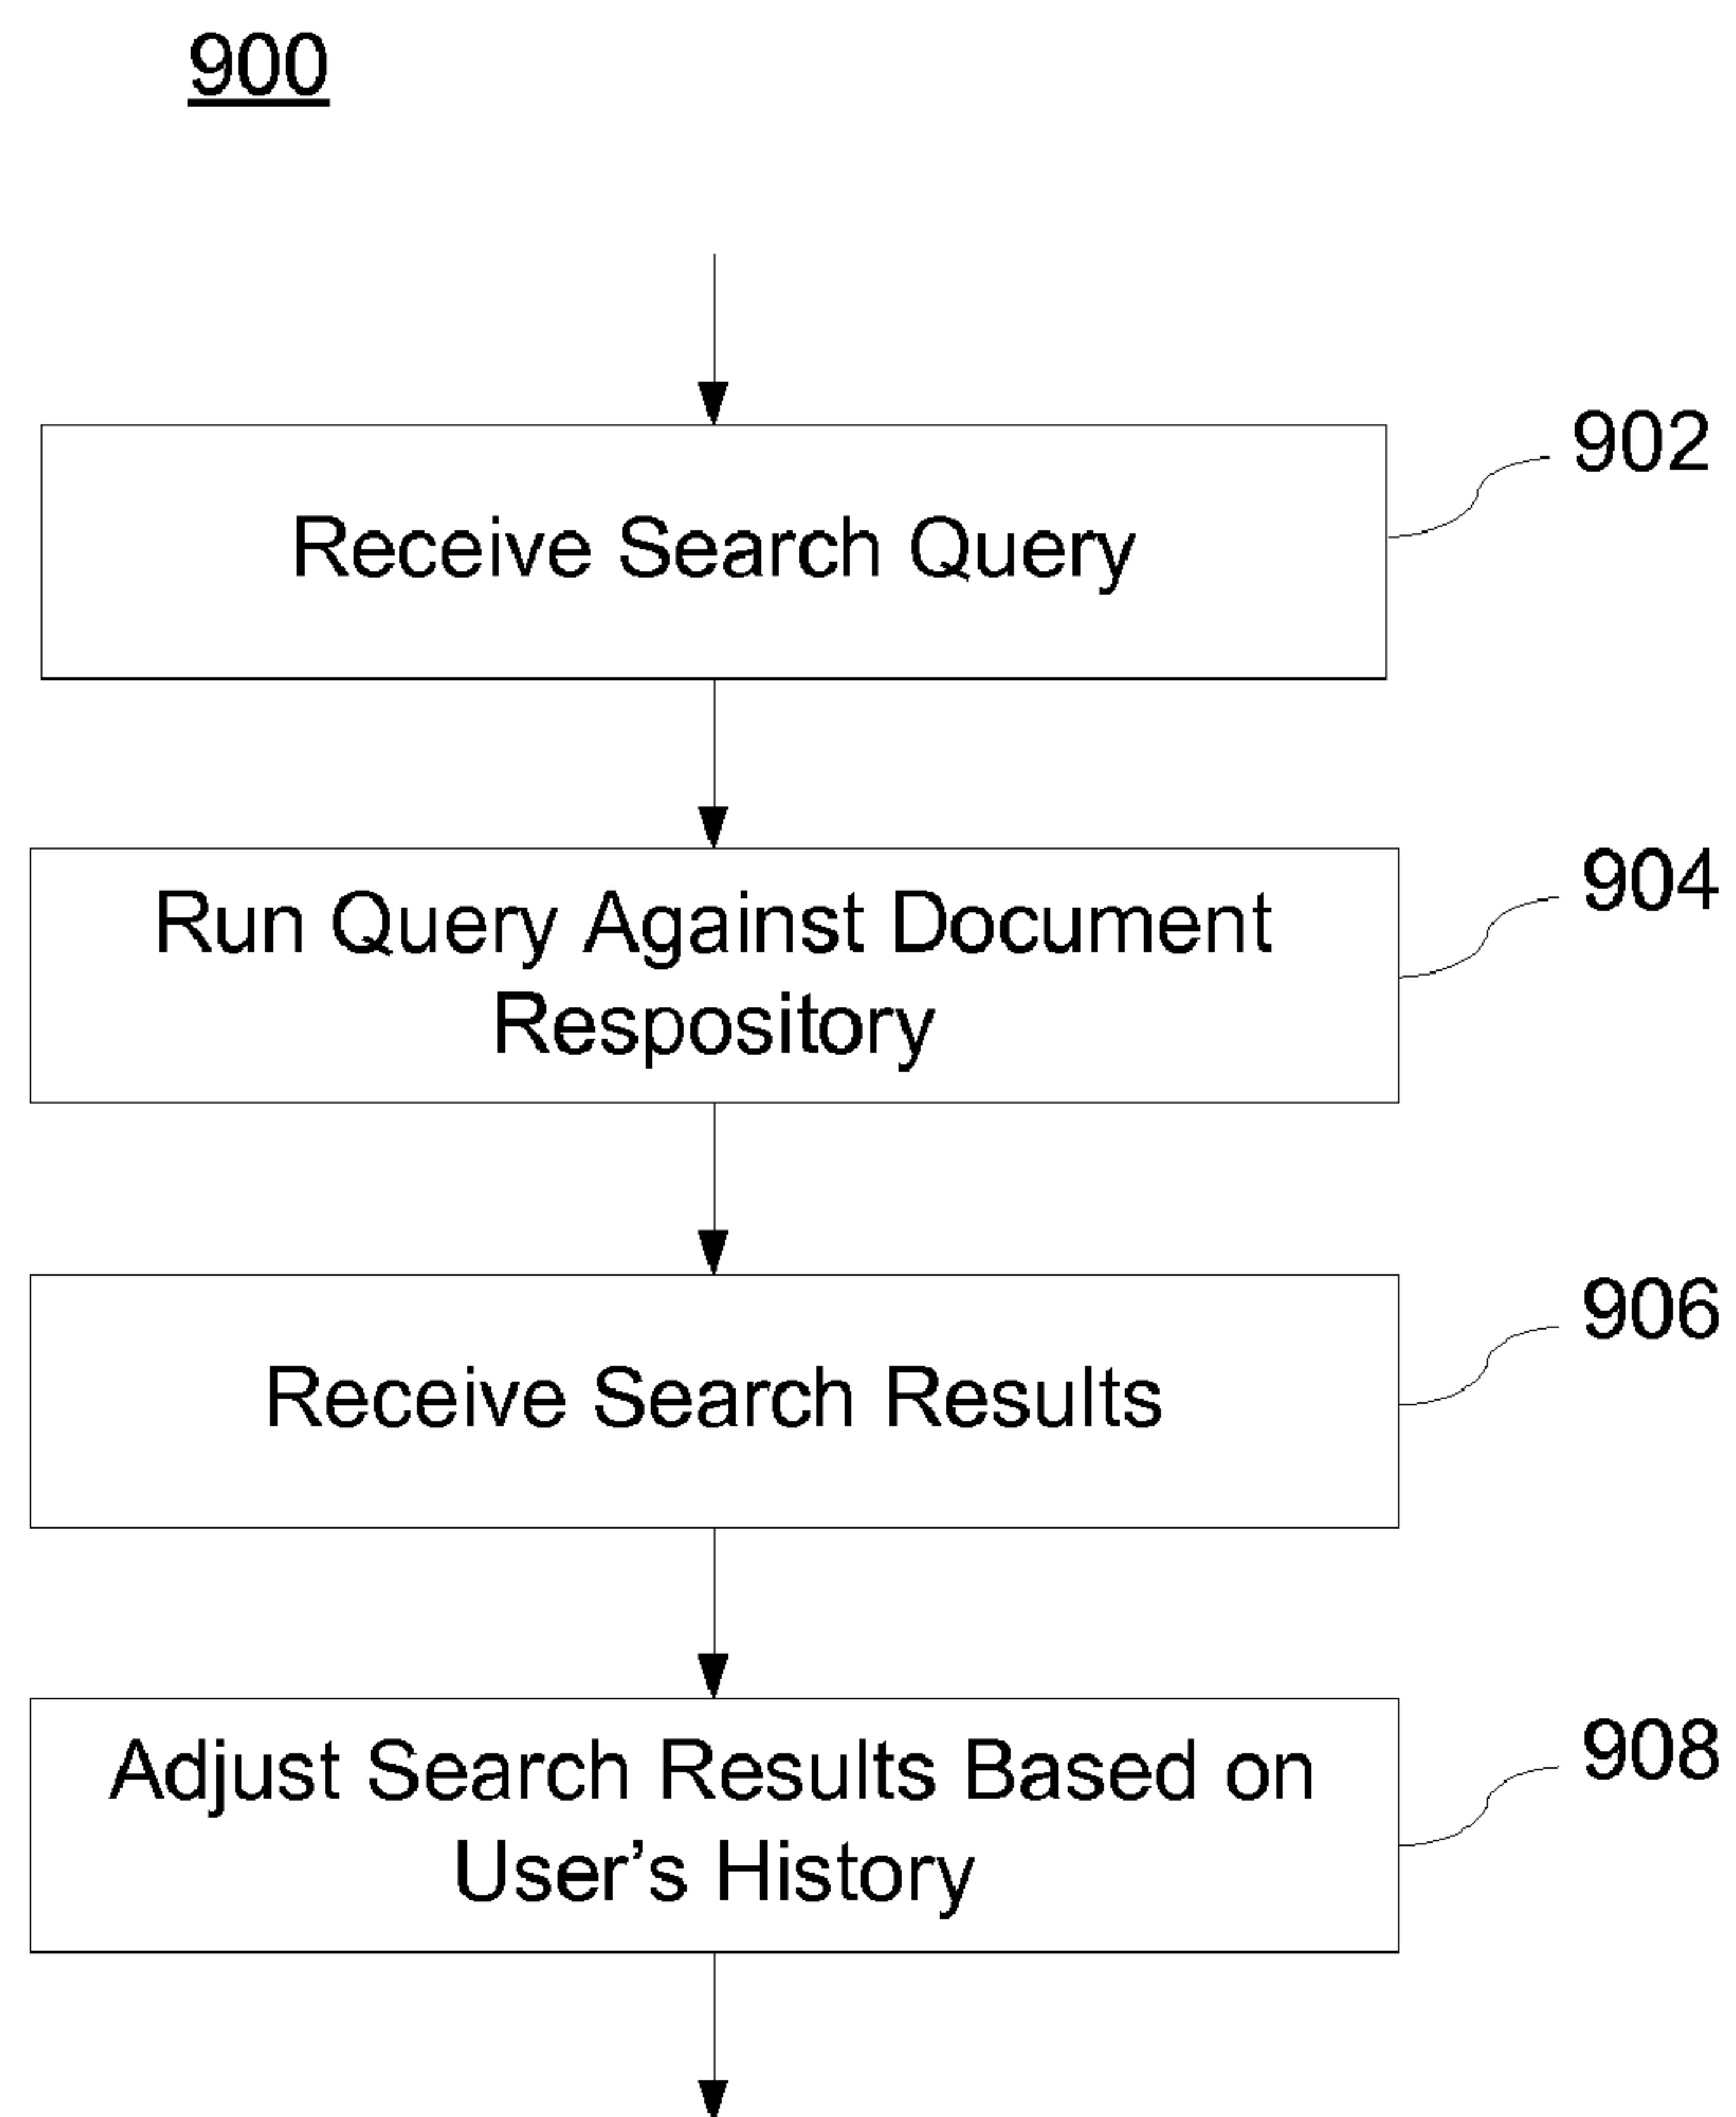 900
902
Receive Search Query
904
Run Query Against Document
Respository
906
Receive Search Results
908
Adjust Search Results Based on
User’s History